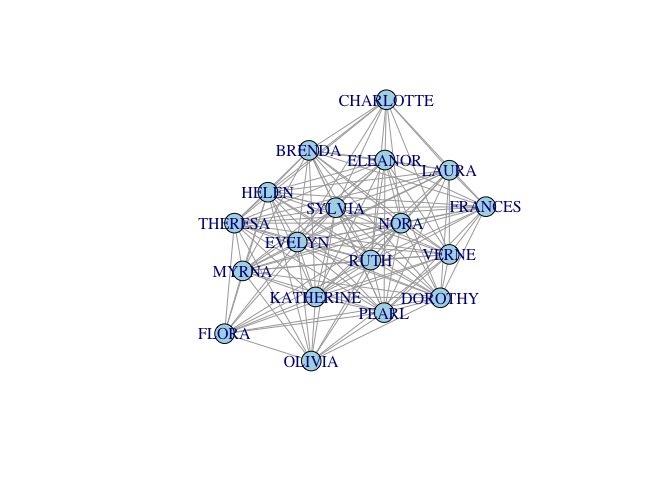 CHARLOTTE
BRENDA
ELEANOR
LAURA
HELEN
SYLVIA
FRANCES
THERESA
NORA
EVELYN
RUTH
VERNE
MYRNA
KATHERINE
DOROTHY
PEARL
FLORA
OLIVIA